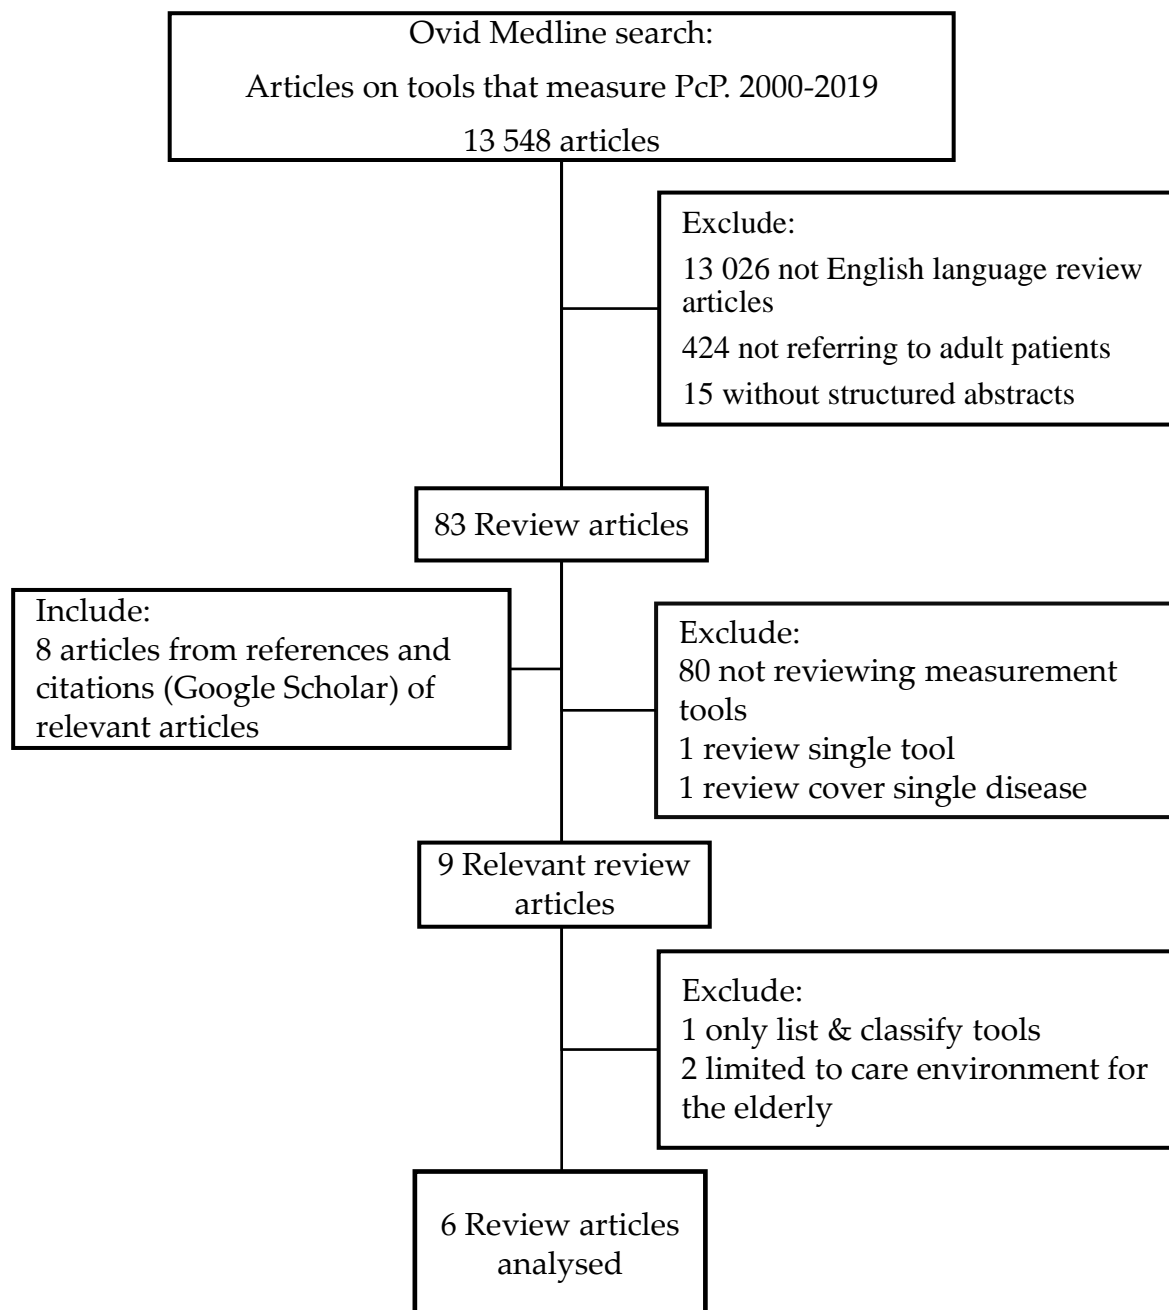 Ovid Medline search:
Articles on tools that measure PcP. 2000-2019
13 548 articles
Exclude:
13 026 not English language review
articles
424 not referring to adult patients
15 without structured abstracts
83 Review articles
Include:
8 articles from references and
citations (Google Scholar) of
relevant articles
Exclude:
80 not reviewing measurement
tools
1 review single tool
1 review cover single disease
9 Relevant review
articles
Exclude:
1 only list & classify tools
2 limited to care environment for
the elderly
6 Review articles
analysed